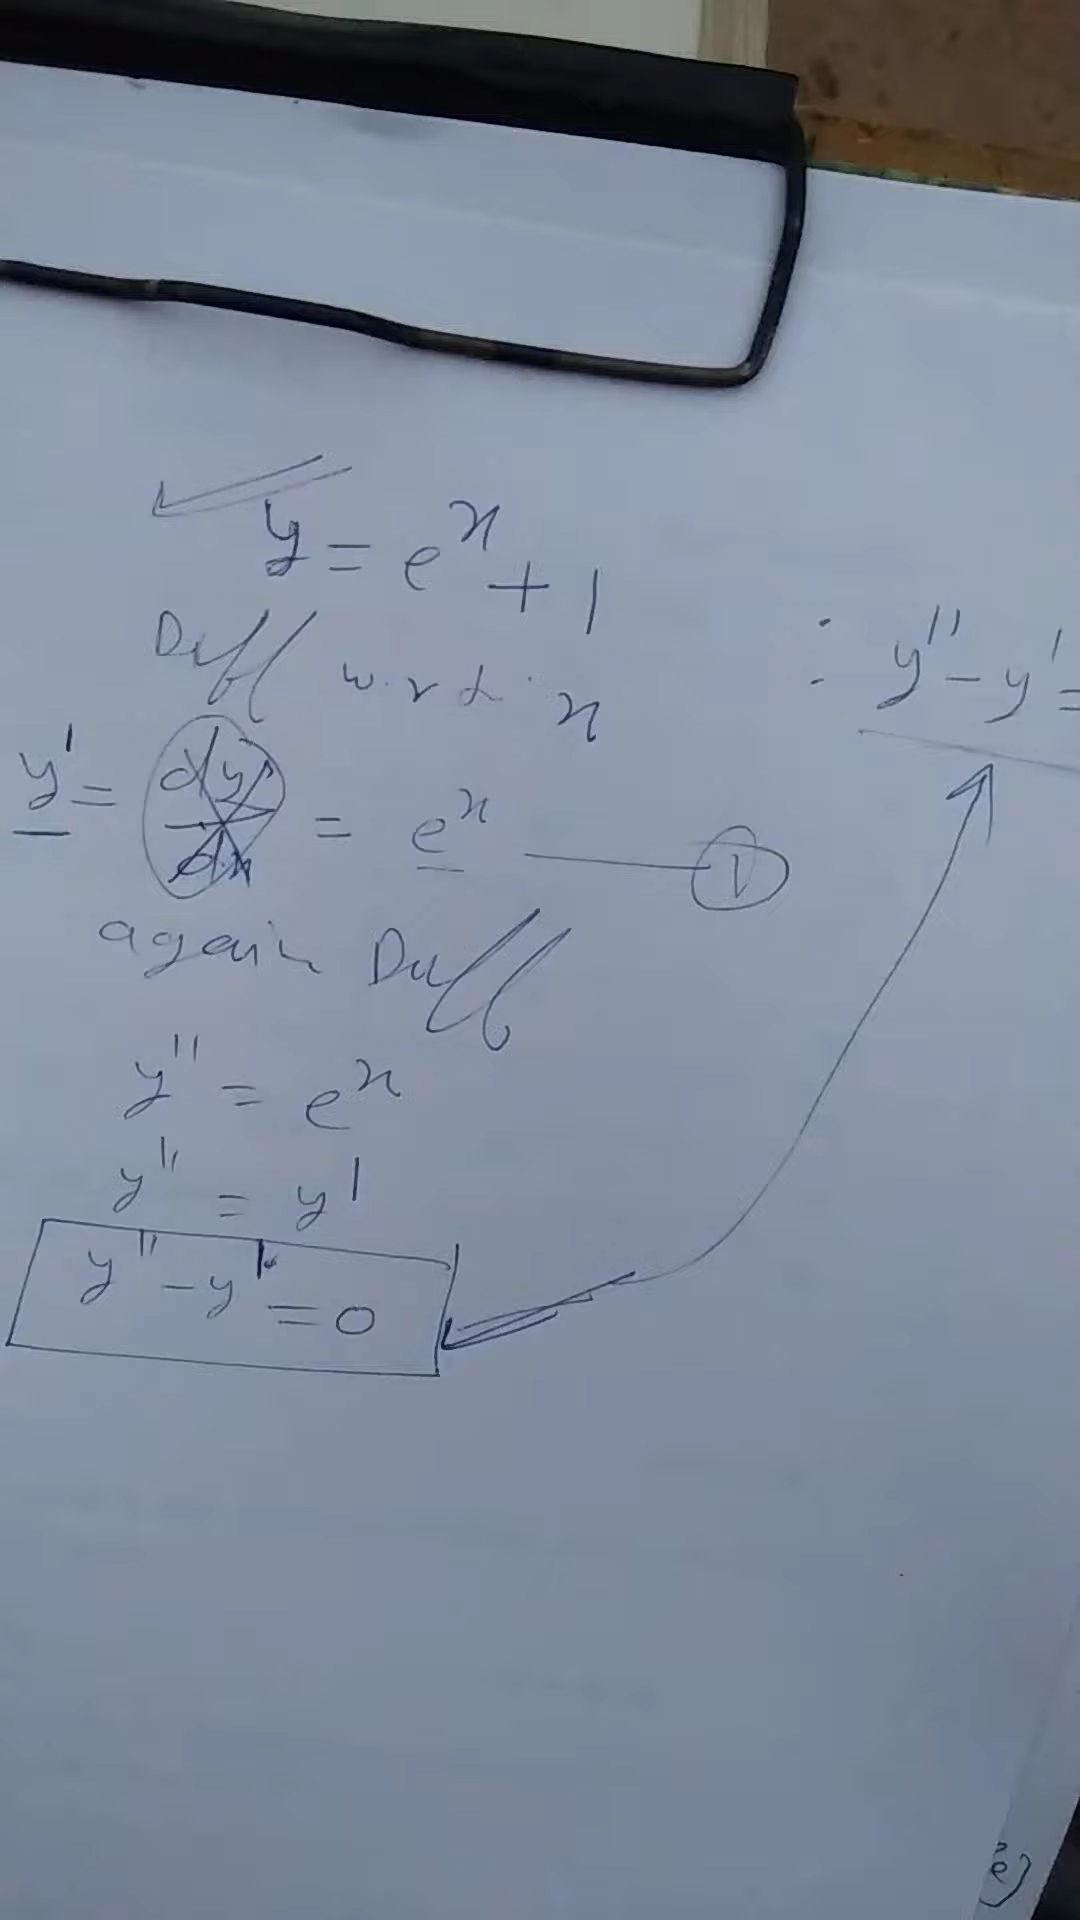 y = e^x + 1
Diff w.r.t. x
y' = dy/dx = e^x —— ①
again Diff
y'' = e^x
y'' = y'
y'' - y' = 0
: y'' - y' =
e)